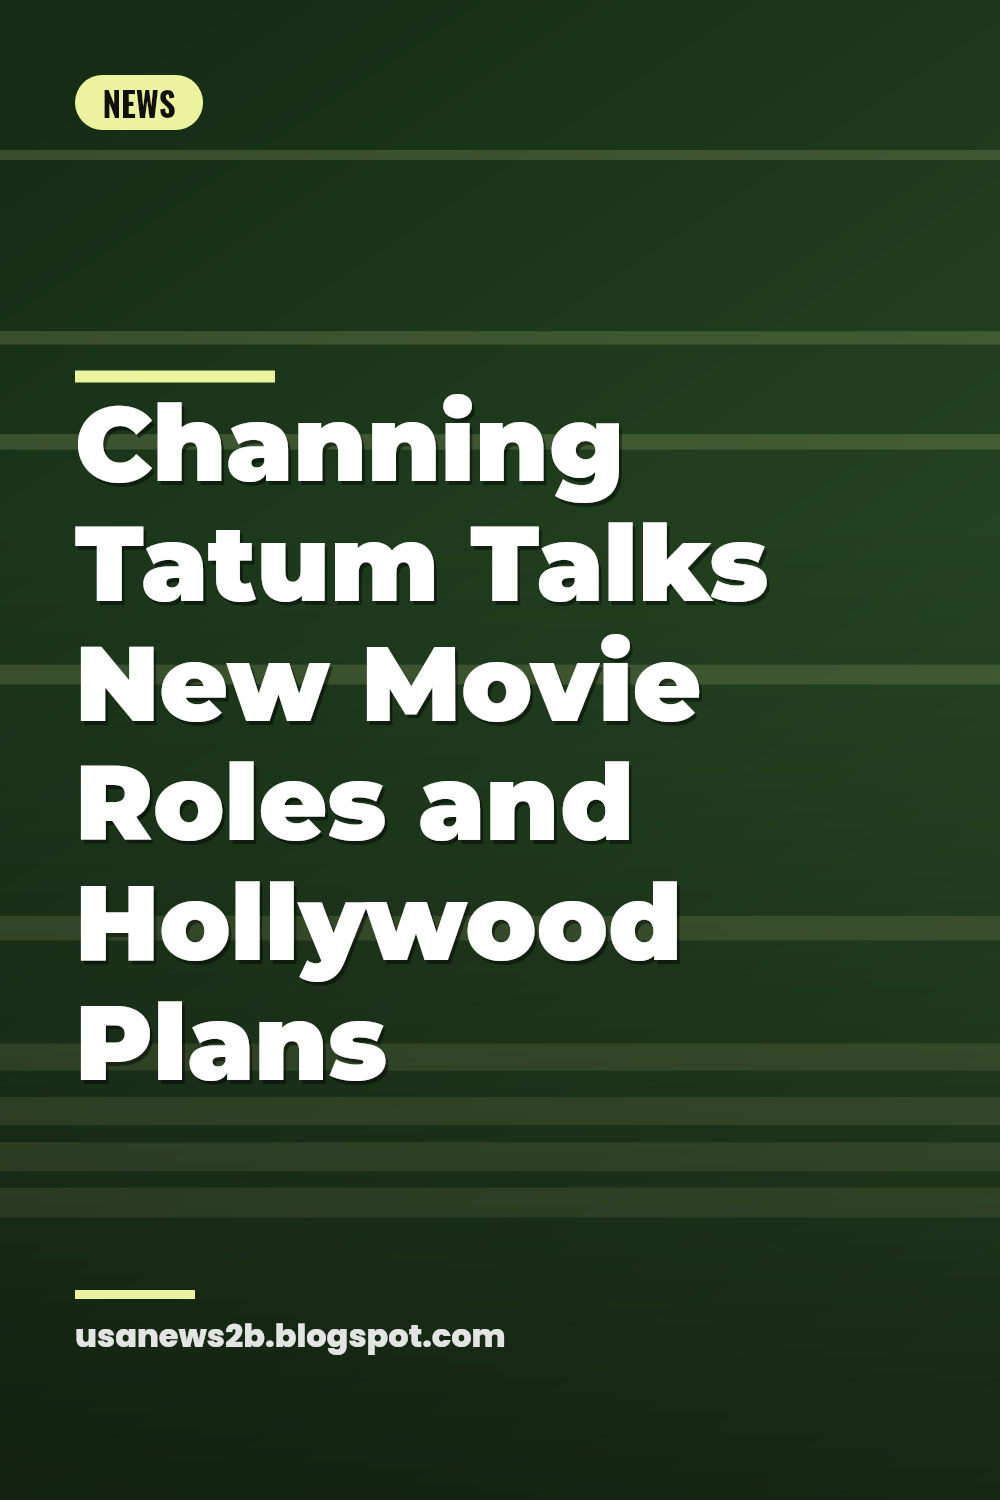 NEWS
Channing
Tatum Talks
New Movie
Roles and
Hollywood
Plans
usanews2b.blogspot.com